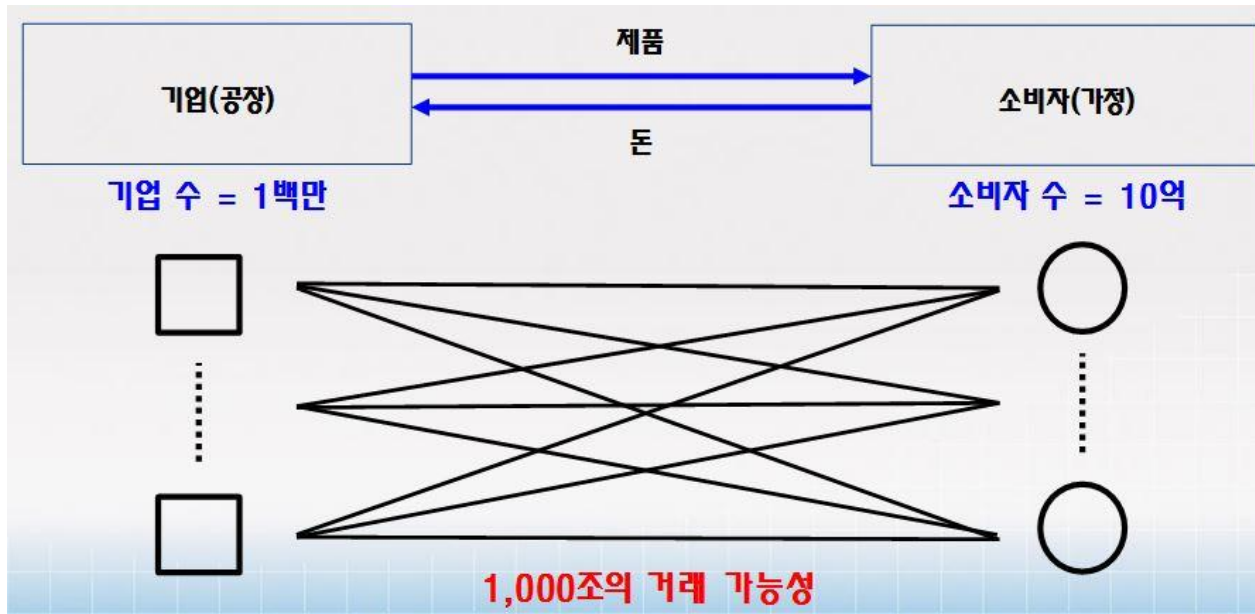 제품
기업(공장)
소비자(가정)
돈
기업 수 = 1백만
소비자 수 = 10억
1,000조의 거래 가능성